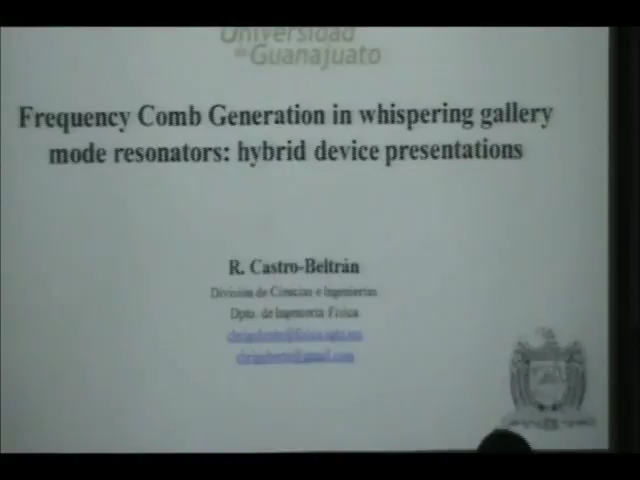 Universidad
de Guanajuato
Frequency Comb Generation in whispering gallery
mode resonators: hybrid device presentations
R. Castro-Beltrán
División de Ciencias e Ingenierías
Dpto. de Ingeniería Física